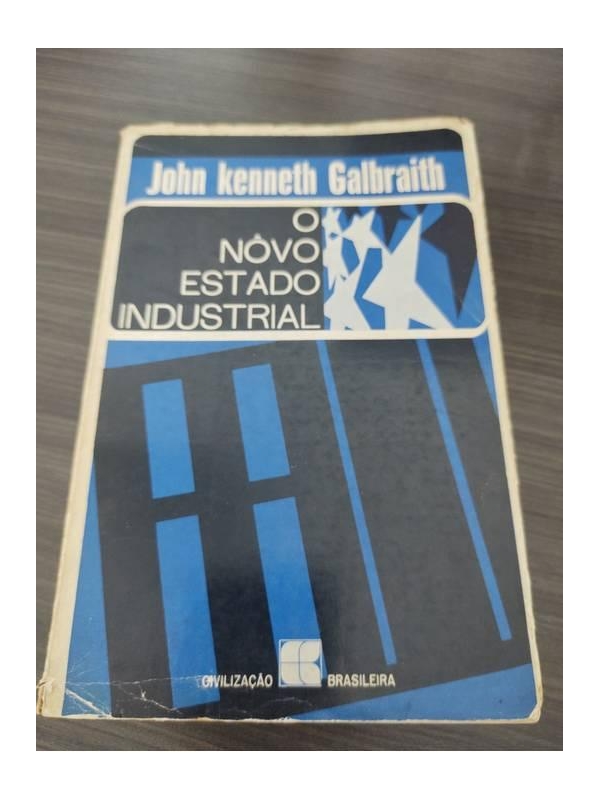 John kenneth Galbraith
O
NÔVO
ESTADO
INDUSTRIAL
CIVILIZAÇÃO BRASILEIRA